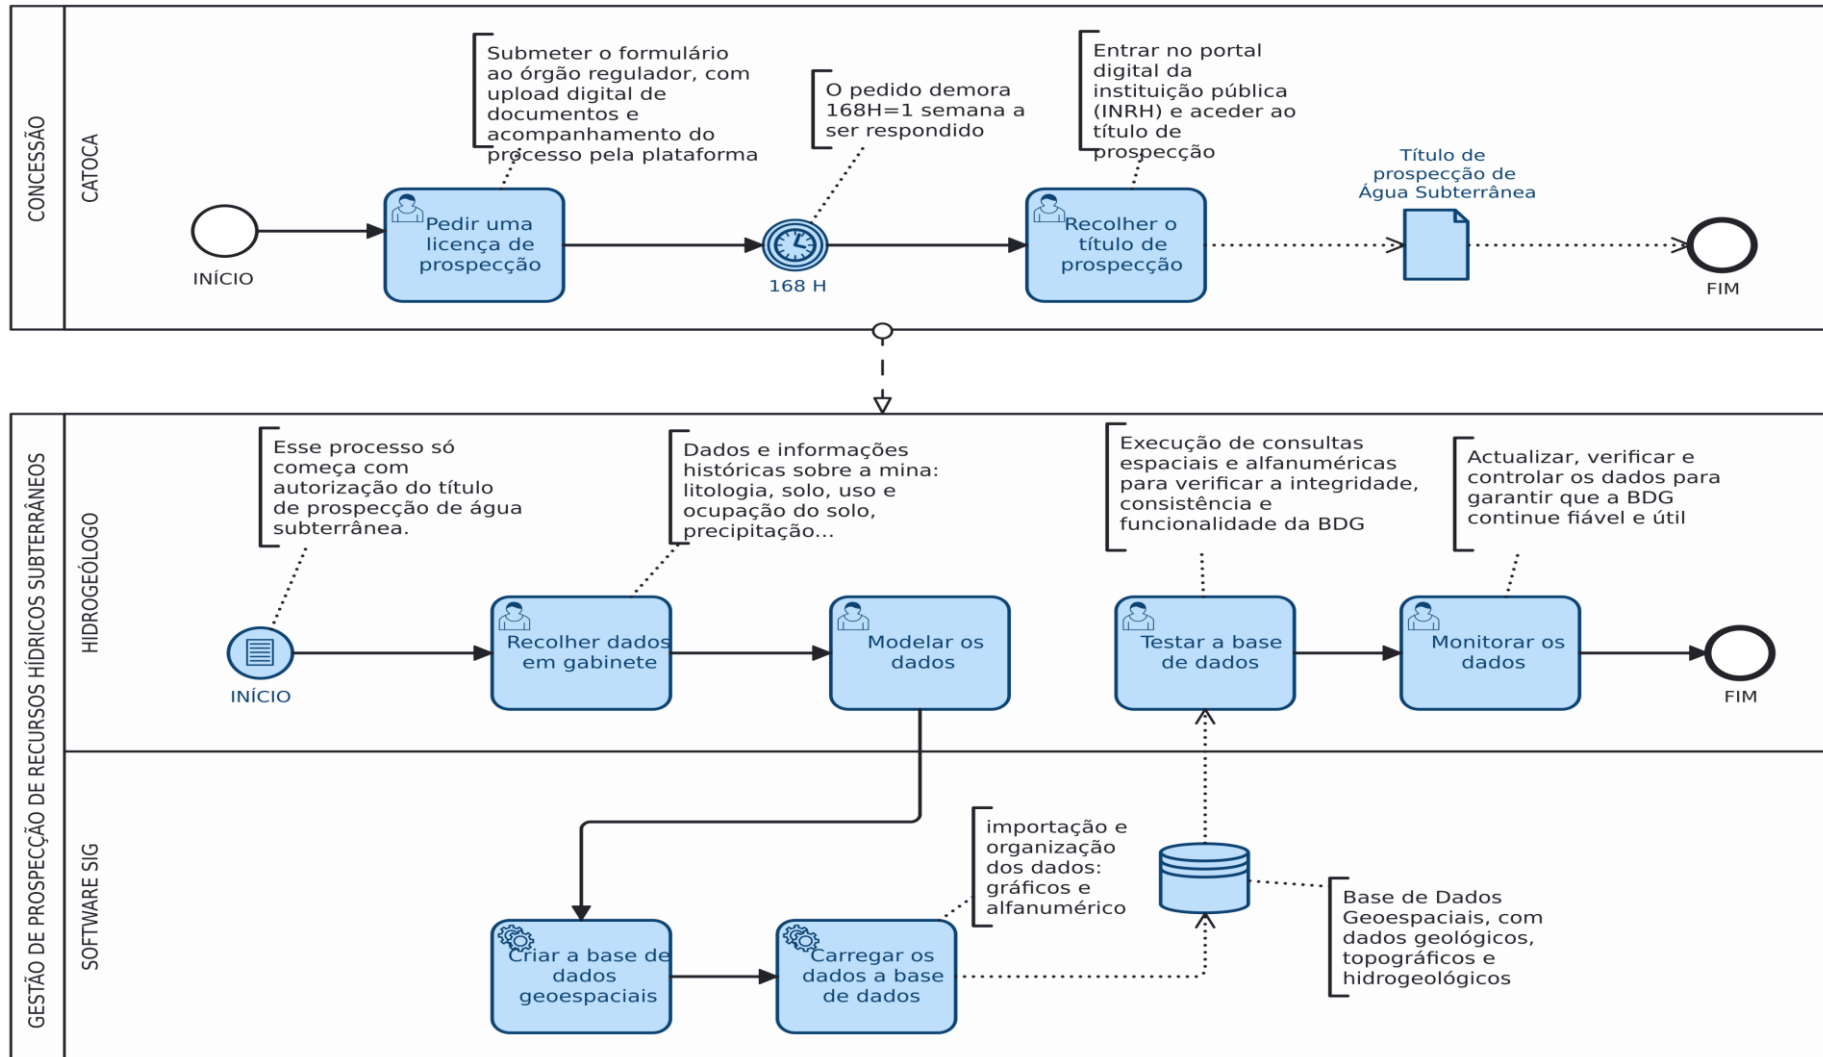 CONCESSÃO
CATOCA
Submeter o formulário
ao órgão regulador, com
upload digital de
documentos e
acompanhamento do
processo pela plataforma
O pedido demora
168H=1 semana a
ser respondido
Entrar no portal
digital da
instituição pública
(INRH) e aceder ao
título de
prospecção
Título de
prospecção de
Água Subterrânea
INÍCIO
Pedir uma
licença de
prospecção
168 H
Recolher o
título de
prospecção
FIM
GESTÃO DE PROSPECÇÃO DE RECURSOS HÍDRICOS SUBTERRÂNEOS
HIDROGEÓLOGO
Esse processo só
começa com
autorização do título
de prospecção de água
subterrânea.
Dados e informações
históricas sobre a mina:
litologia, solo, uso e
ocupação do solo,
precipitação...
Execução de consultas
espaciais e alfanuméricas
para verificar a integridade,
consistência e
funcionalidade da BDG
Actualizar, verificar e
controlar os dados para
garantir que a BDG
continue fiável e útil
INÍCIO
Recolher dados
em gabinete
Modelar os
dados
Testar a base
de dados
Monitorar os
dados
FIM
SOFTWARE SIG
importação e
organização
dos dados:
gráficos e
alfanumérico
Base de Dados
Geoespaciais, com
dados geológicos,
topográficos e
hidrogeológicos
Criar a base de
dados
geoespaciais
Carregar os
dados a base
de dados